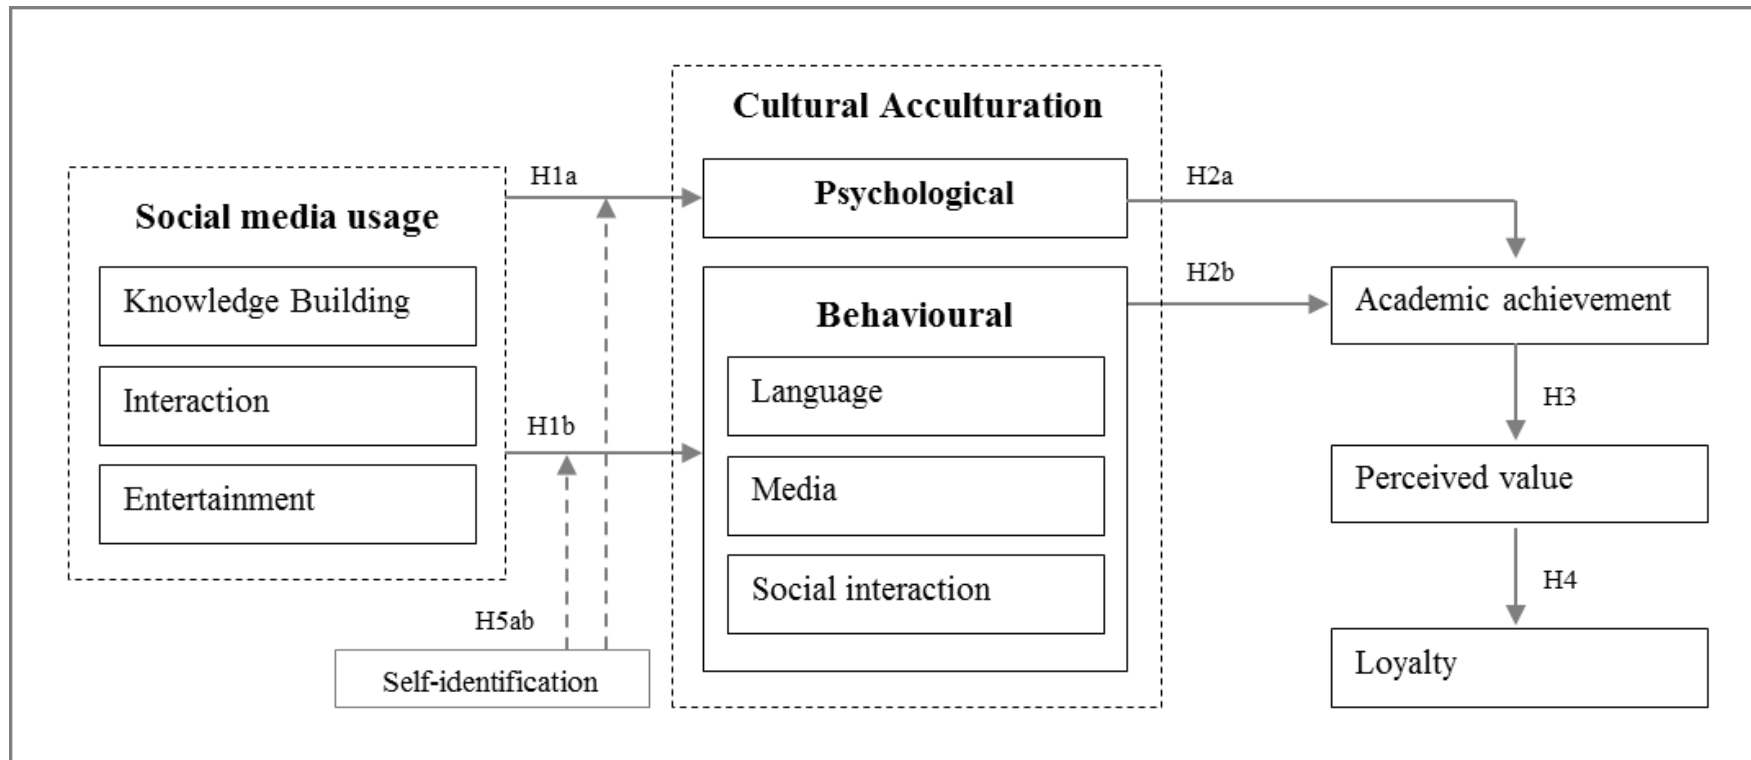 Cultural Acculturation
H1a
Psychological
H2a
Social media usage
Knowledge Building
Interaction
Entertainment
H1b
Behavioural
Language
Media
Social interaction
H2b
Academic achievement
H3
Perceived value
H4
Loyalty
H5ab
Self-identification